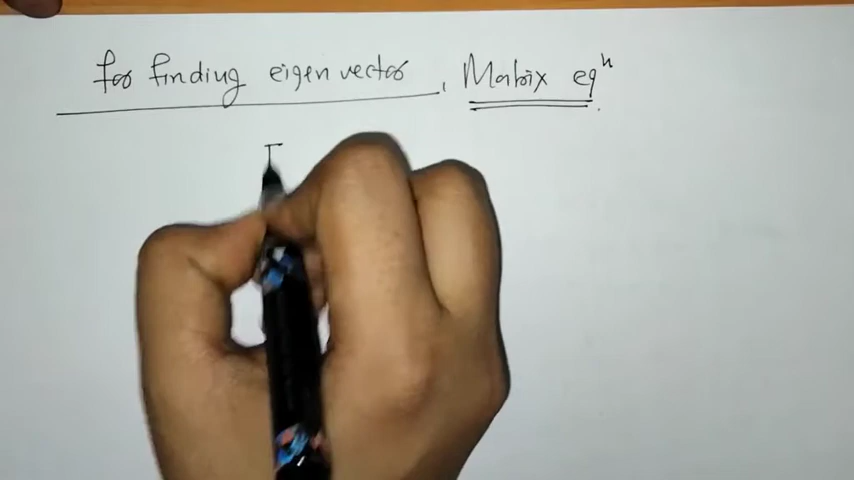 for finding eigen vector, Matrix eqⁿ.